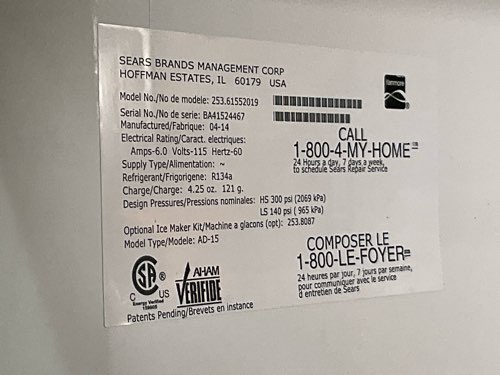 SEARS BRANDS MANAGEMENT CORP
HOFFMAN ESTATES, IL 60179 USA
Kenmore
Model No./No de modele: 253.61552019
Serial No./No de serie: BA41524467
Manufactured/Fabrique: 04-14
Electrical Rating/Caract. electriques:
Amps-6.0 Volts-115 Hertz-60
Supply Type/Alimentation: ~
Refrigerant/Frigorigene: R134a
Charge/Charge: 4.25 oz. 121 g.
Design Pressures/Pressions nominales: HS 300 psi (2069 kPa)
LS 140 psi ( 965 kPa)
Optional Ice Maker Kit/Machine a glacons (opt): 253.8087
Model Type/Modele: AD-15
CALL
1-800-4-MY-HOME
24 Hours a day, 7 days a week,
to schedule Sears Repair Service
COMPOSER LE
1-800-LE-FOYER
24 heures par jour, 7 jours par semaine,
pour communiquer avec le service
d entretien de Sears
SA
®
C US
Energy Verified
AHAM
VERIFIDE
Patents Pending/Brevets en instance